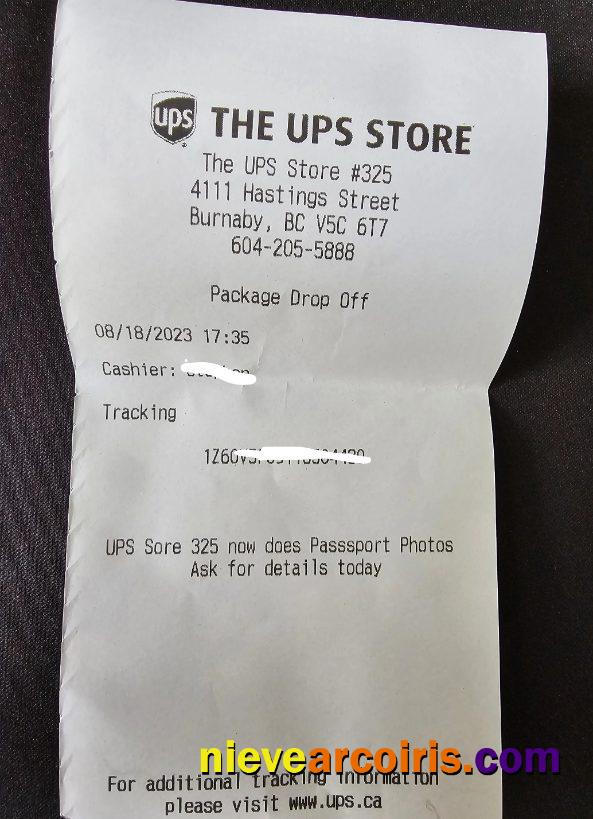 ups
THE UPS STORE
The UPS Store #325
4111 Hastings Street
Burnaby, BC V5C 6T7
604-205-5888
Package Drop Off
08/18/2023 17:35
Cashier:
Tracking
UPS Sore 325 now does Passsport Photos
Ask for details today
nievearcoiris.com
For additional tracking information
please visit www.ups.ca